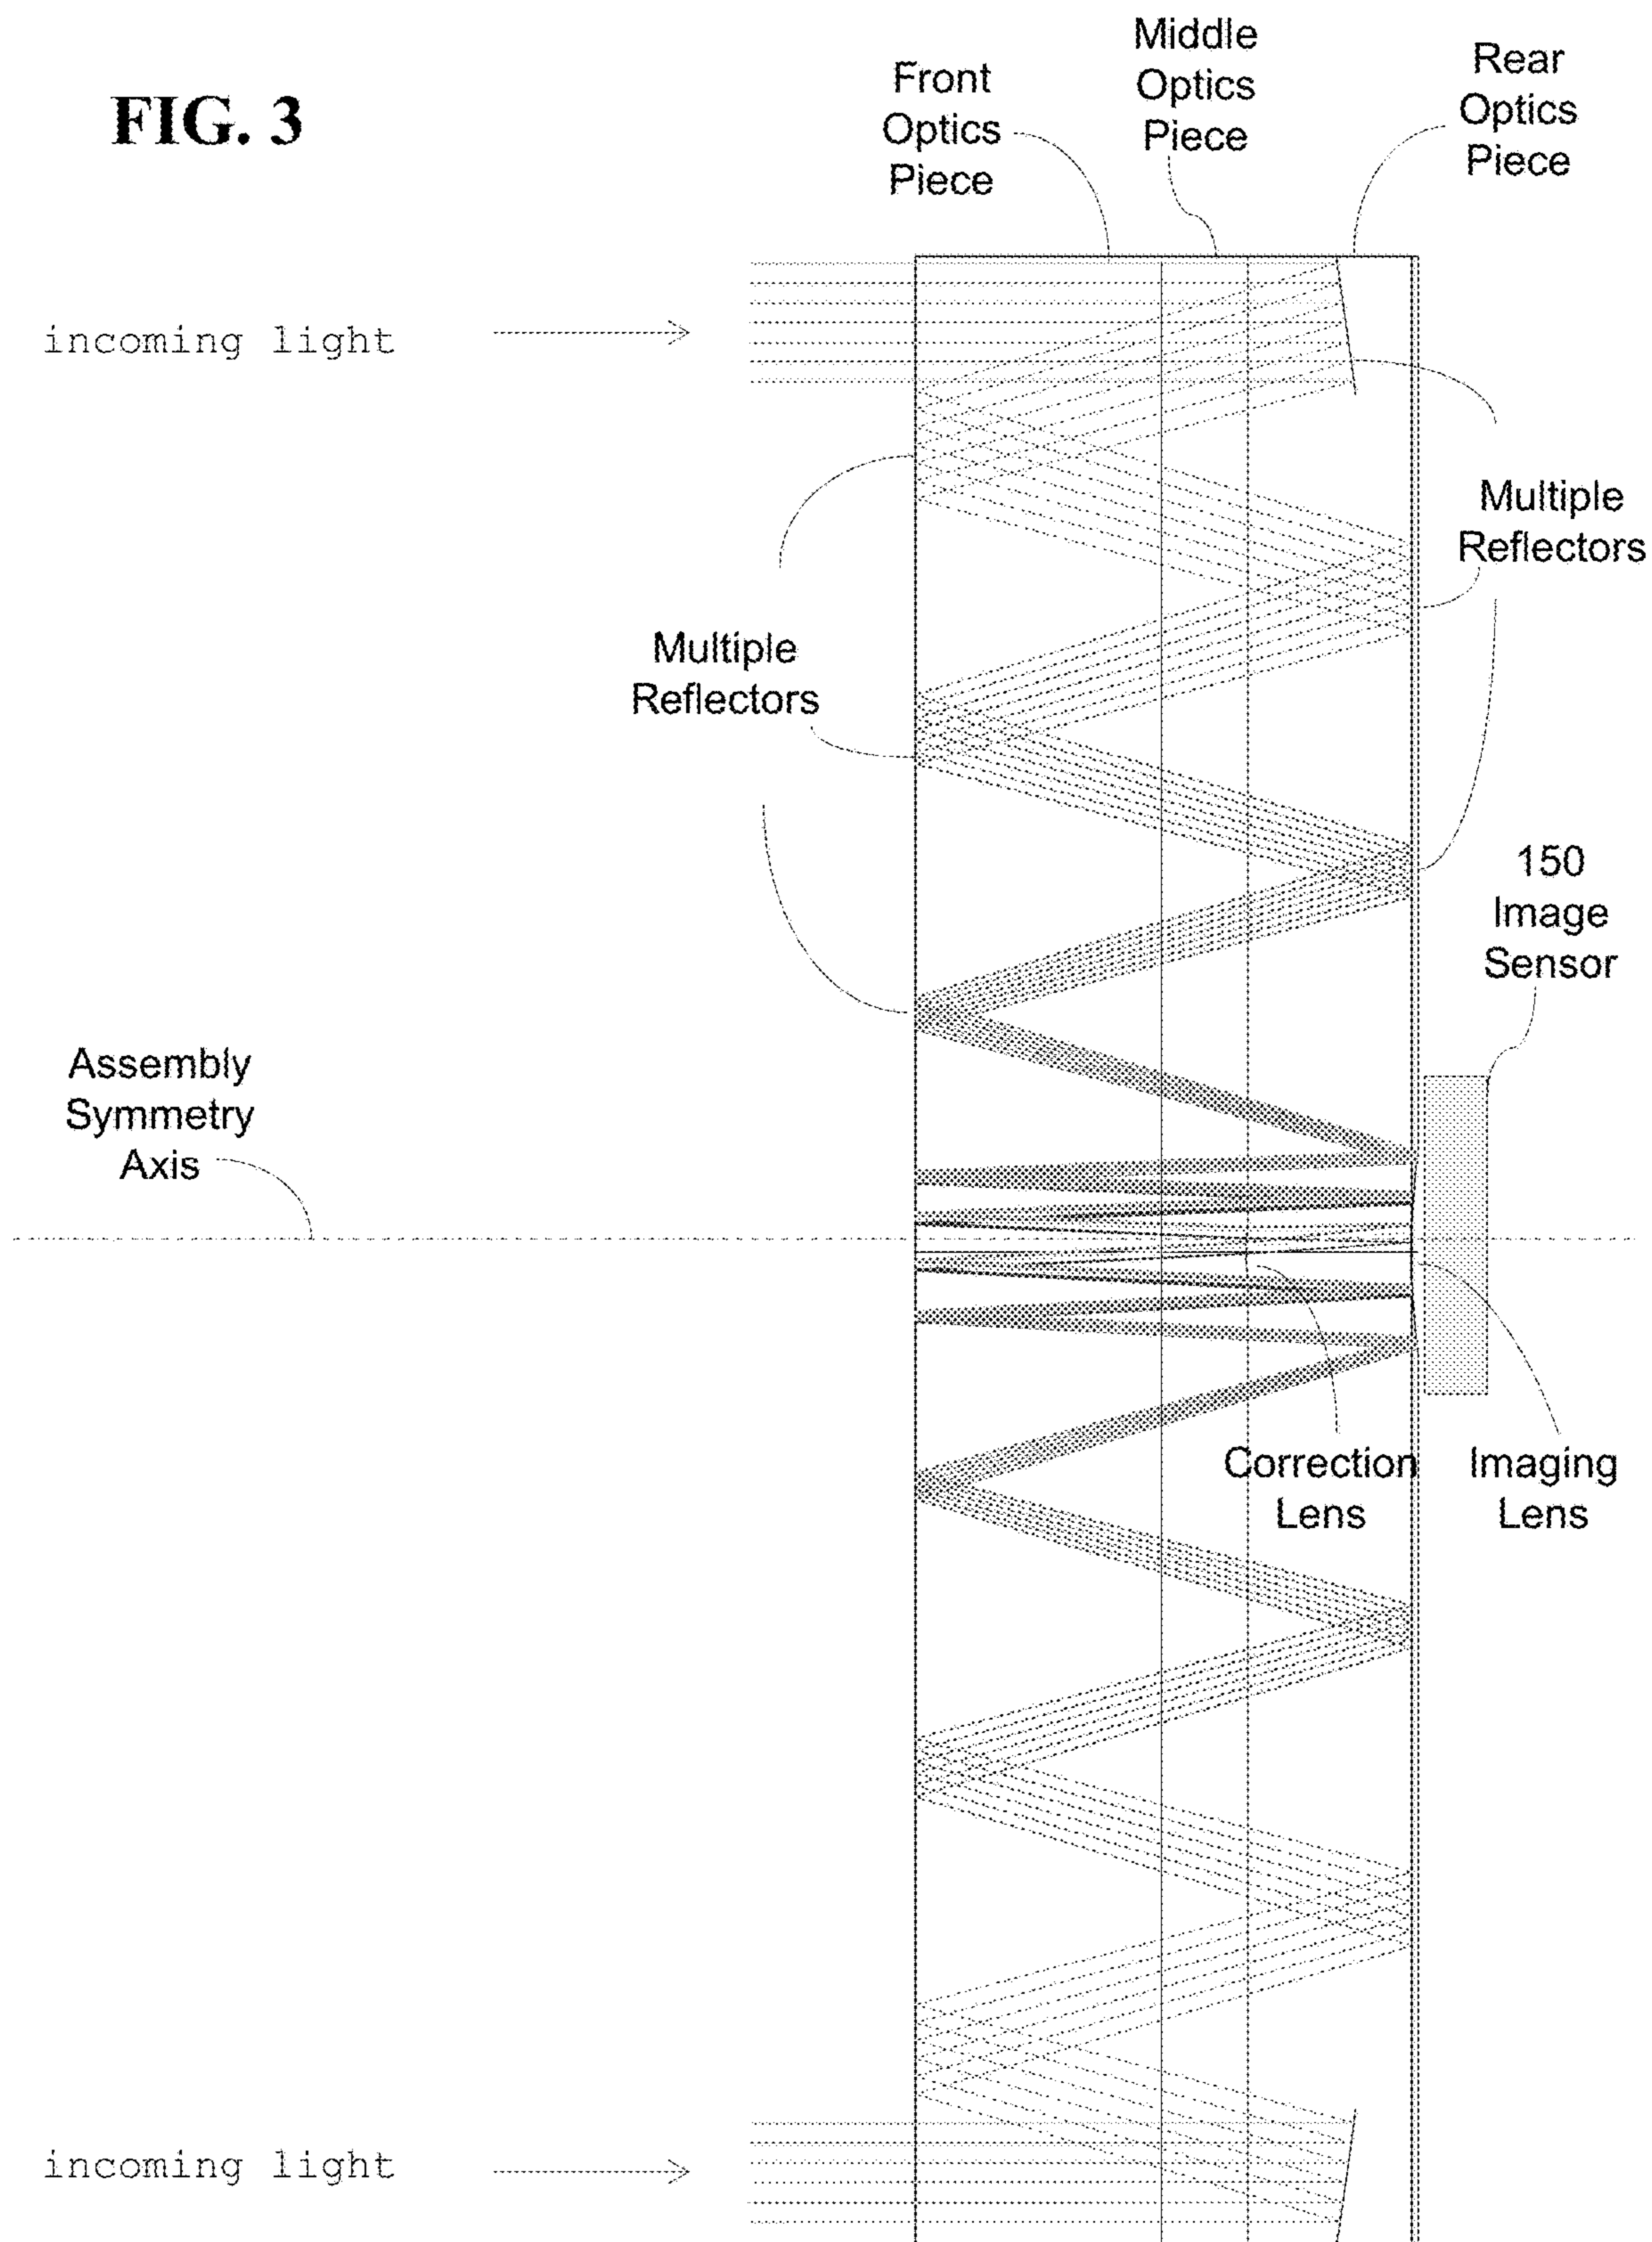 FIG. 3
Front
Optics
Piece
Middle
Optics
Piece
Rear
Optics
Piece
incoming light
Multiple
Reflectors
Multiple
Reflectors
150
Image
Sensor
Assembly
Symmetry
Axis
Correction
Lens
Imaging
Lens
incoming light